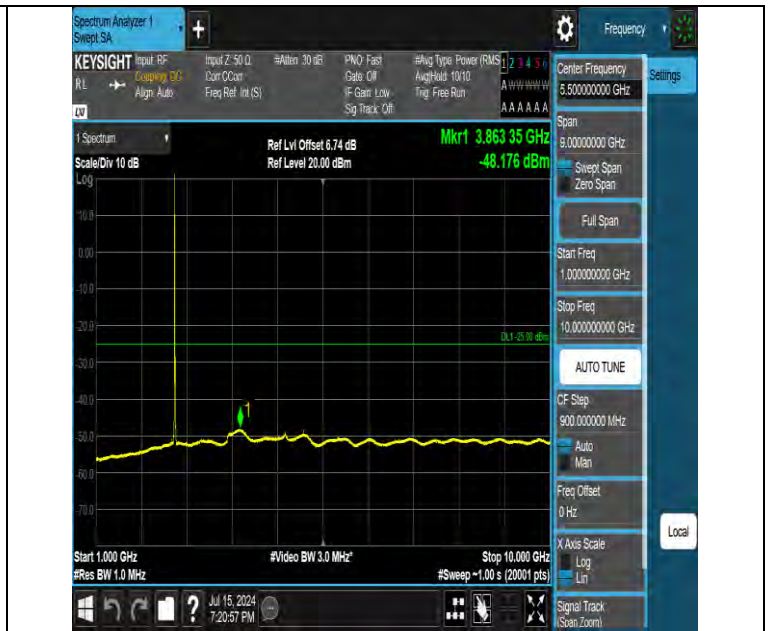 Spectrum Analyzer 1
Swept SA
+
Frequency
KEYSIGHT
RL
Input: RF
Coupling: DC
Align: Auto
Input Z: 50 Ω
Corr CCorr
Freq Ref: Int (S)
#Atten: 30 dB
PNO: Fast
Gate: Off
IF Gain: Low
Sig Track: Off
#Avg Type: Power (RMS
Avg|Hold: 10/10
Trig: Free Run
1 2 3 4 5 6
A W W W W W
A A A A A A
1 Spectrum
Scale/Div 10 dB
Ref Lvl Offset 6.74 dB
Ref Level 20.00 dBm
Mkr1 3.863 35 GHz
-48.176 dBm
Log
10.0
0.00
-10.0
-20.0
DL1 -25.00 dBm
-30.0
-40.0
1
-50.0
-60.0
-70.0
Start 1.000 GHz
#Res BW 1.0 MHz
#Video BW 3.0 MHz*
Stop 10.000 GHz
#Sweep ~1.00 s (20001 pts)
?
Jul 15, 2024
7:20:57 PM
Center Frequency
5.500000000 GHz
Settings
Span
9.00000000 GHz
Swept Span
Zero Span
Full Span
Start Freq
1.000000000 GHz
Stop Freq
10.000000000 GHz
AUTO TUNE
CF Step
900.000000 MHz
Auto
Man
Freq Offset
0 Hz
X Axis Scale
Log
Lin
Local
Signal Track
(Span Zoom)